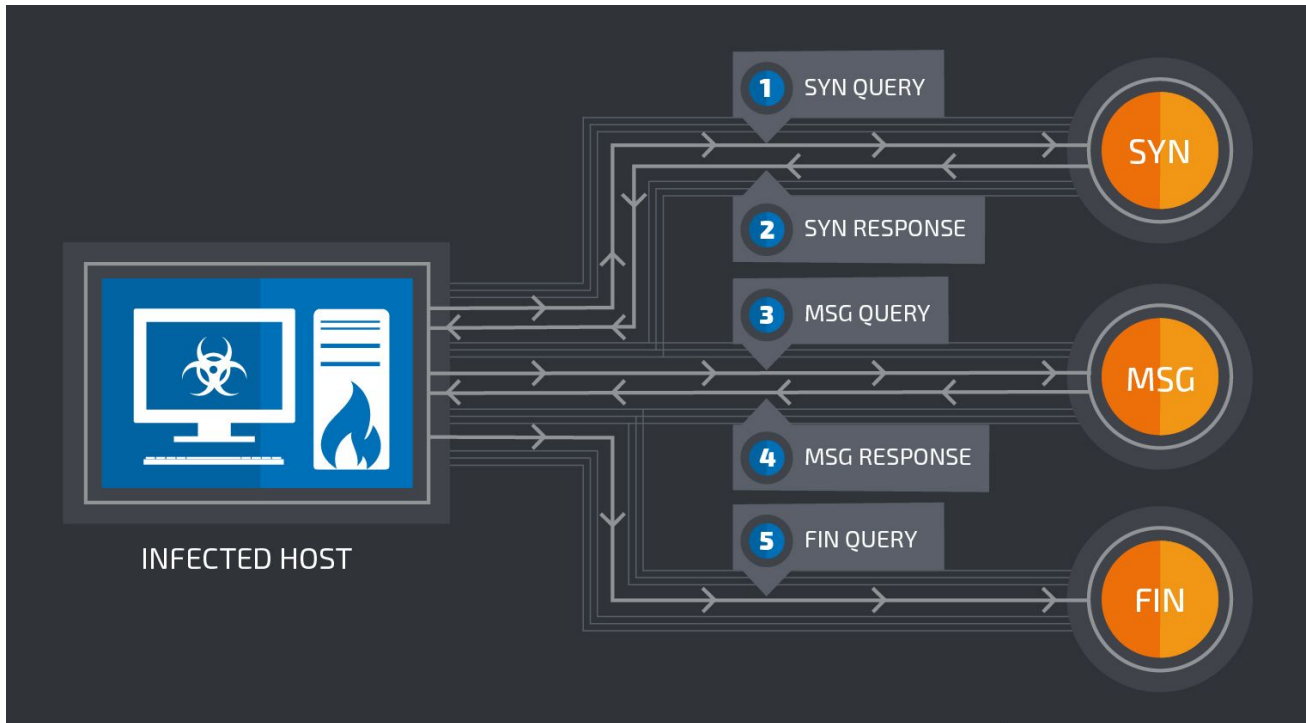 1 SYN QUERY
SYN
2 SYN RESPONSE
3 MSG QUERY
MSG
4 MSG RESPONSE
5 FIN QUERY
INFECTED HOST
FIN